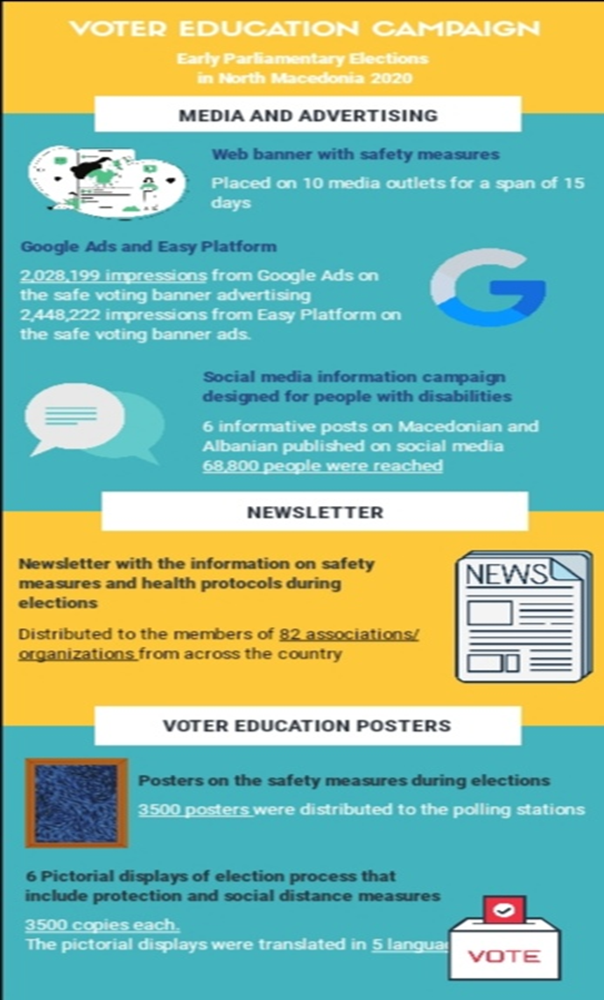 VOTER EDUCATION CAMPAIGN
Early Parliamentary Elections
in North Macedonia 2020
MEDIA AND ADVERTISING
Web banner with safety measures
Placed on 10 media outlets for a span of 15
days
Google Ads and Easy Platform
2,028,199 impressions from Google Ads on
the safe voting banner advertising
2,448,222 impressions from Easy Platform on
the safe voting banner ads.
Social media information campaign
designed for people with disabilities
6 informative posts on Macedonian and
Albanian published on social media
68,800 people were reached
NEWSLETTER
Newsletter with the information on safety
measures and health protocols during
elections
NEWS
Distributed to the members of 82 associations/
organizations from across the country
VOTER EDUCATION POSTERS
Posters on the safety measures during elections
3500 posters were distributed to the polling stations
6 Pictorial displays of election process that
include protection and social distance measures
3500 copies each.
The pictorial displays were translated in 5 languag
VOTE